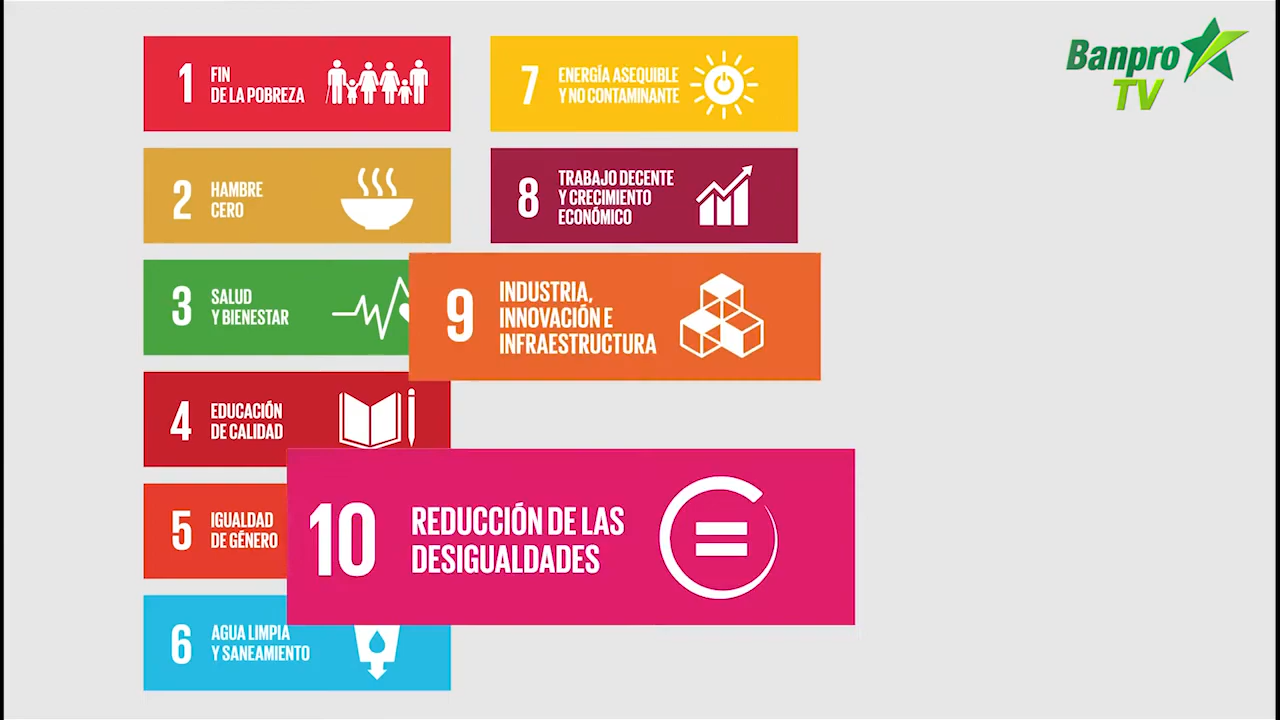 1
FIN
DE LA POBREZA
2
HAMBRE
CERO
3
SALUD
Y BIENESTAR
4
EDUCACIÓN
DE CALIDAD
5
IGUALDAD
DE GÉNERO
6
AGUA LIMPIA
Y SANEAMIENTO
7
ENERGÍA ASEQUIBLE
Y NO CONTAMINANTE
8
TRABAJO DECENTE
Y CRECIMIENTO
ECONÓMICO
9
INDUSTRIA,
INNOVACIÓN E
INFRAESTRUCTURA
10
REDUCCIÓN DE LAS
DESIGUALDADES
Banpro
TV